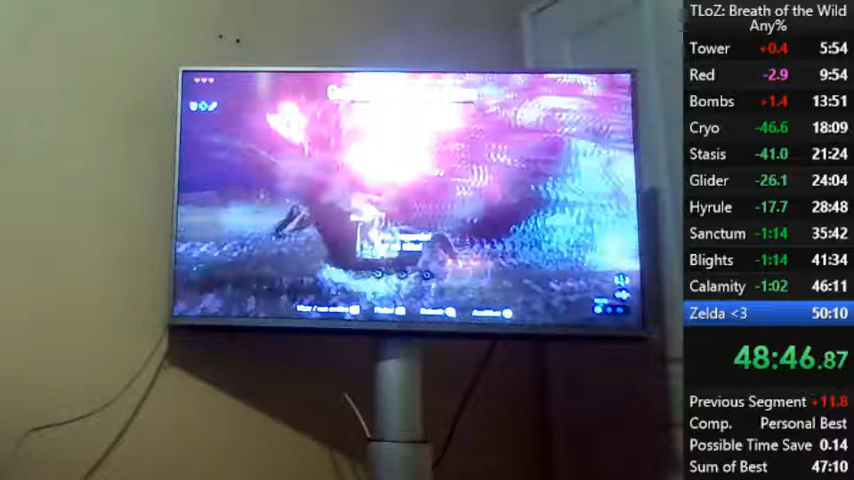 TLoZ: Breath of the Wild
Any%
Tower +0.4 5:54
Red -2.9 9:54
Bombs +1.4 13:51
Cryo -46.6 18:09
Stasis -41.0 21:24
Glider -26.1 24:04
Hyrule -17.7 28:48
Sanctum -1:14 35:42
Blights -1:14 41:34
Calamity -1:02 46:11
Zelda <3 50:10
48:46.87
Previous Segment +11.8
Comp. Personal Best
Possible Time Save 0.14
Sum of Best 47:10